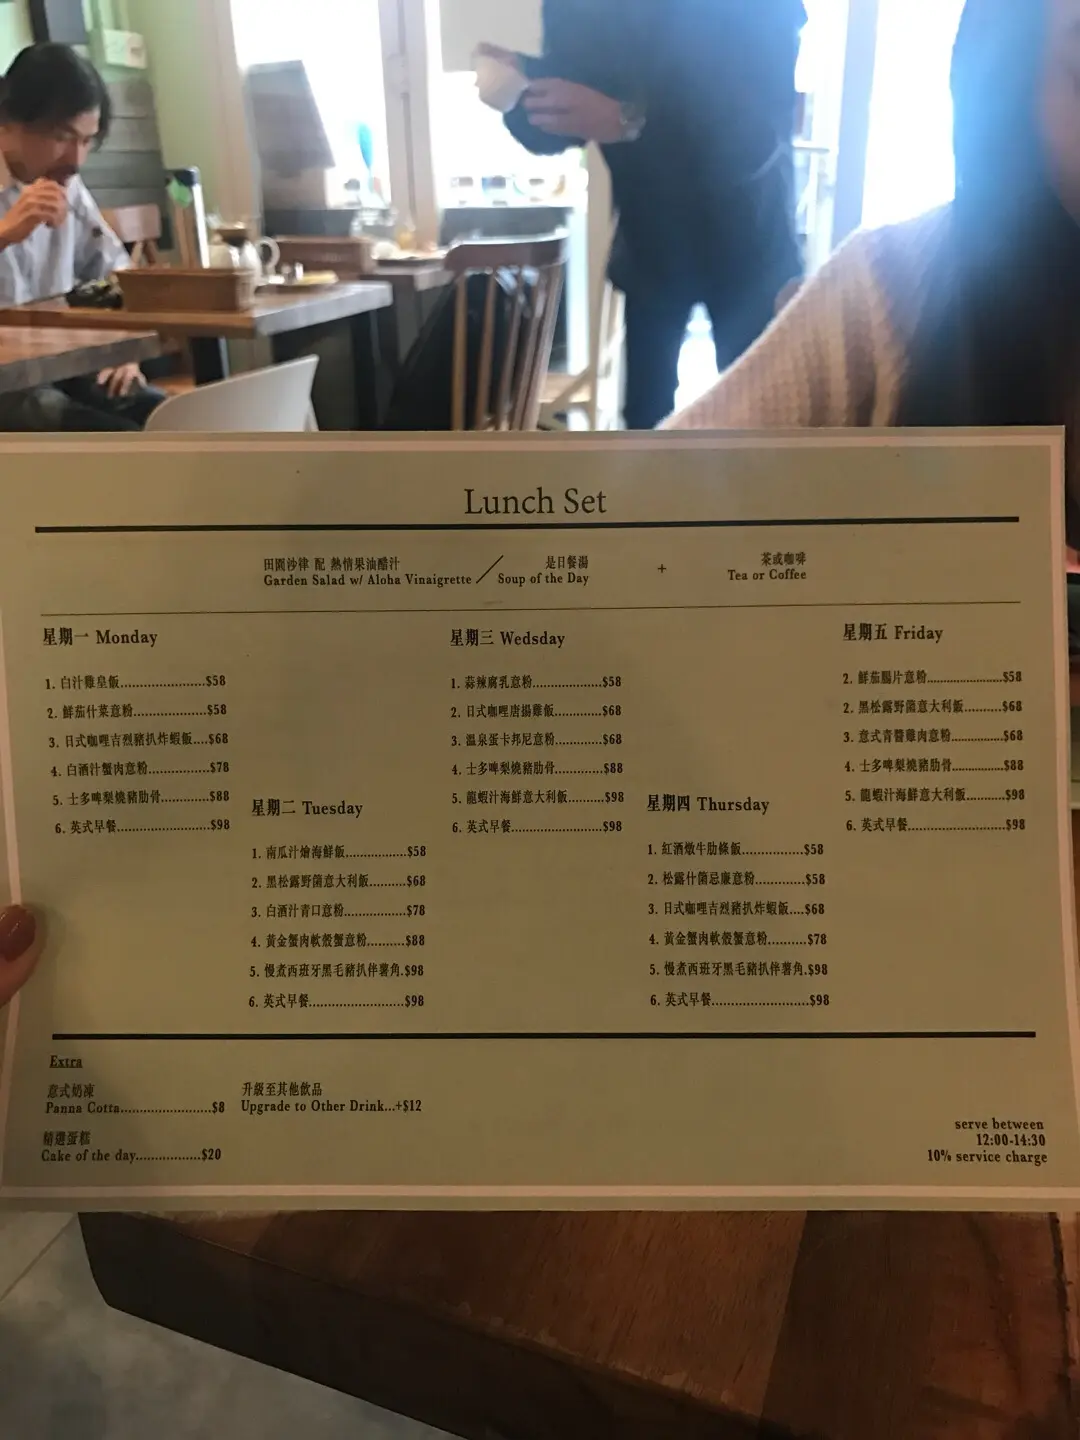 Lunch Set
田園沙律 配 熱情果油醋汁
Garden Salad w/ Aloha Vinaigrette / Soup of the Day
是日餐湯
+
茶或咖啡
Tea or Coffee
星期一 Monday
1. 白汁雞皇飯......................$58
2. 鮮茄什菜意粉...................$58
3. 日式咖哩吉烈豬扒炸蝦飯....$68
4. 白酒汁蟹肉意粉................$78
5. 士多啤梨燒豬肋骨.............$88
6. 英式早餐..........................$98
星期二 Tuesday
1. 南瓜汁燴海鮮飯................$58
2. 黑松露野菌意大利飯..........$68
3. 白酒汁青口意粉................$78
4. 黃金蟹肉軟殼蟹意粉..........$88
5. 慢煮西班牙黑毛豬扒伴薯角.$98
6. 英式早餐..........................$98
星期三 Wedsday
1. 蒜辣腐乳意粉...................$58
2. 日式咖哩唐揚雞飯.............$68
3. 溫泉蛋卡邦尼意粉.............$68
4. 士多啤梨燒豬肋骨.............$88
5. 龍蝦汁海鮮意大利飯..........$98
6. 英式早餐..........................$98
星期四 Thursday
1. 紅酒燉牛肋條飯................$58
2. 松露什菌忌廉意粉.............$58
3. 日式咖哩吉烈豬扒炸蝦飯....$68
4. 黃金蟹肉軟殼蟹意粉..........$78
5. 慢煮西班牙黑毛豬扒伴薯角.$98
6. 英式早餐..........................$98
星期五 Friday
2. 鮮茄腸片意粉...................$58
2. 黑松露野菌意大利飯..........$68
3. 意式青醬雞肉意粉.............$68
4. 士多啤梨燒豬肋骨.............$88
5. 龍蝦汁海鮮意大利飯..........$98
6. 英式早餐..........................$98
Extra
意式奶凍
Panna Cotta........................$8
精選蛋糕
Cake of the day.................$20
升級至其他飲品
Upgrade to Other Drink...+$12
serve between
12:00-14:30
10% service charge